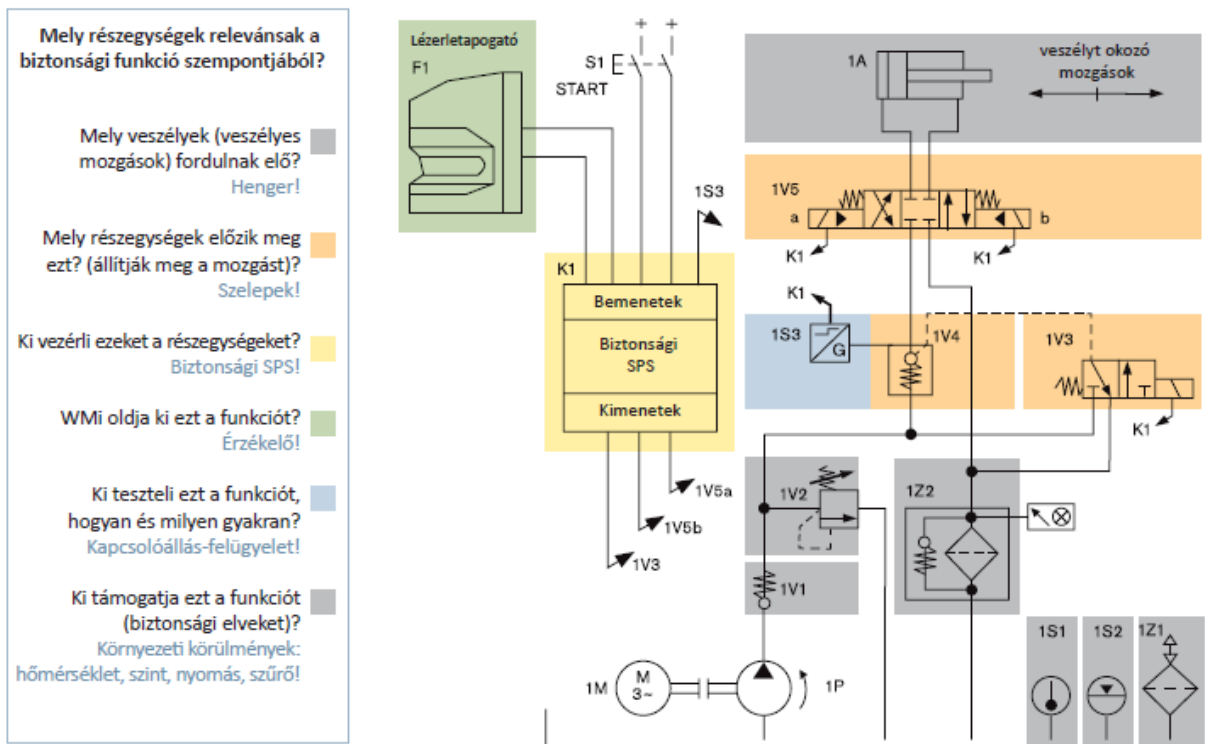 Mely részegységek relevánsak a
biztonsági funkció szempontjából?
Mely veszélyek (veszélyes
mozgások) fordulnak elő?
Henger!
Mely részegységek előzik meg
ezt? (állítják meg a mozgást)?
Szelepek!
Ki vezérli ezeket a részegységeket?
Biztonsági SPS!
WMi oldja ki ezt a funkciót?
Érzékelő!
Ki teszteli ezt a funkciót,
hogyan és milyen gyakran?
Kapcsolóállás-felügyelet!
Ki támogatja ezt a funkciót
(biztonsági elveket)?
Környezeti körülmények:
hőmérséklet, szint, nyomás, szűrő!
Lézerletapogató
F1
+ +
S1
START
1A
veszélyt okozó
mozgások
1V5
a
b
K1
K1
1S3
K1
Bemenetek
Biztonsági
SPS
Kimenetek
1V5a
1V5b
1V3
K1
1S3
G
1V4
1V3
K1
1V2
1Z2
1V1
1M
M
3~
1P
1S1
1S2
1Z1